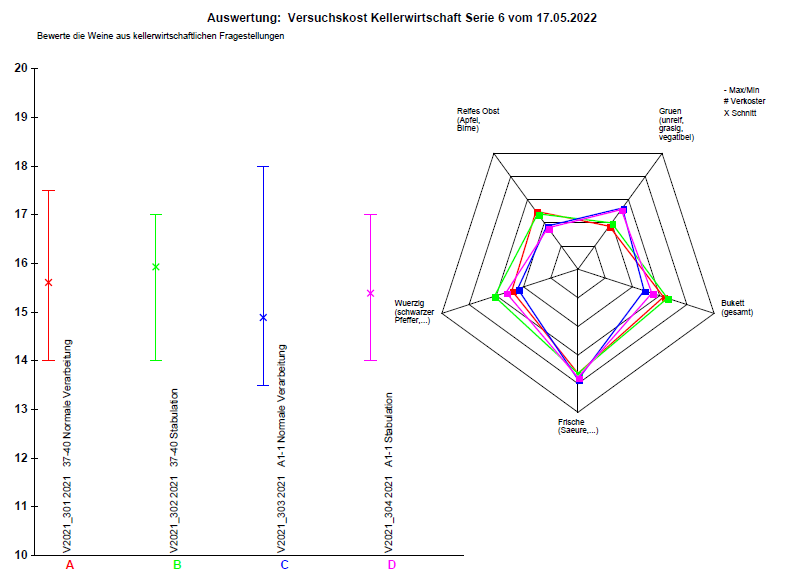 Auswertung: Versuchskost Kellerwirtschaft Serie 6 vom 17.05.2022
Bewerte die Weine aus kellerwirtschaftlichen Fragestellungen
20
19
18
17
16
15
14
13
12
11
10
V2021_301 2021 37-40 Normale Verarbeitung
V2021_302 2021 37-40 Stabulation
V2021_303 2021 A1-1 Normale Verarbeitung
V2021_304 2021 A1-1 Stabulation
A
B
C
D
- Max/Min
# Verkoster
X Schnitt
Reifes Obst
(Apfel,
Birne)
Gruen
(unreif,
grasig,
vegatibel)
Wuerzig
(schwarzer
Pfeffer,...)
Bukett
(gesamt)
Frische
(Saeure,...)